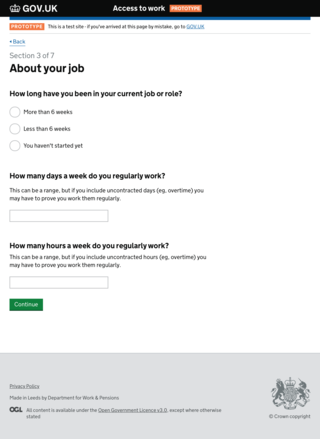 GOV.UK
Access to work PROTOTYPE
PROTOTYPE This is a test site - if you've arrived at this page by mistake, go to GOV.UK
Back
Section 3 of 7
About your job
How long have you been in your current job or role?
More than 6 weeks
Less than 6 weeks
You haven't started yet
How many days a week do you regularly work?
This can be a range, but if you include uncontracted days (eg, overtime) you
may have to prove you work them regularly.
How many hours a week do you regularly work?
This can be a range, but if you include uncontracted hours (eg, overtime) you
may have to prove you work them regularly.
Continue
Privacy Policy
Made in Leeds by Department for Work & Pensions
OGL All content is available under the Open Government Licence v3.0, except where otherwise
stated
© Crown copyright